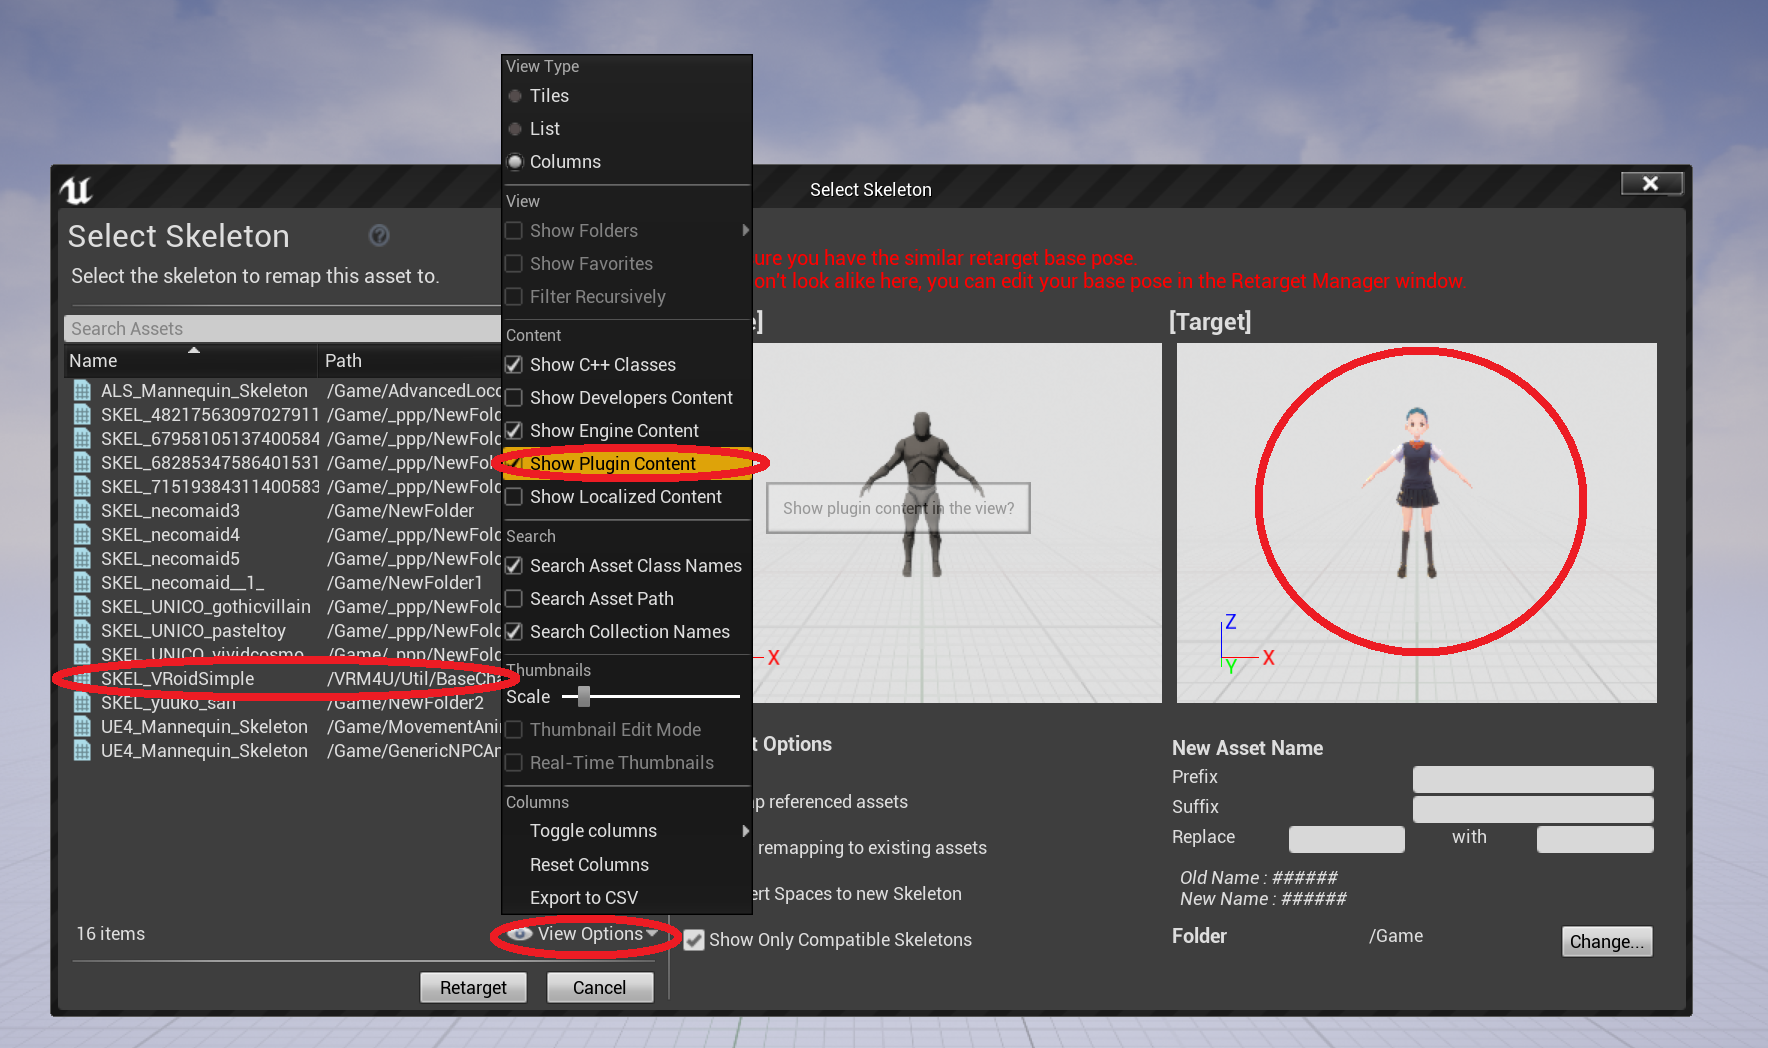 Select Skeleton
Select Skeleton
Select the skeleton to remap this asset to.
Search Assets
Name Path
ALS_Mannequin_Skeleton /Game/AdvancedLoco
SKEL_48217563097027911 /Game/_ppp/NewFold
SKEL_67958105137400584 /Game/_ppp/NewFold
SKEL_68285347586401531 /Game/_ppp/NewFol
SKEL_71519384311400583 /Game/_ppp/NewFold
SKEL_necomaid3 /Game/NewFolder
SKEL_necomaid4 /Game/NewFolder
SKEL_necomaid5 /Game/NewFolder
SKEL_necomaid__1_ /Game/NewFolder1
SKEL_UNICO_gothicvillain /Game/_ppp/NewFold
SKEL_UNICO_pasteltoy /Game/_ppp/NewFold
SKEL_UNICO_vividcosmo /Game/_ppp/NewFold
SKEL_VRoidSimple /VRM4U/Util/BaseCha
SKEL_yuuko_san /Game/NewFolder2
UE4_Mannequin_Skeleton /Game/MovementAni
UE4_Mannequin_Skeleton /Game/GenericNPCAn
16 items
View Options
Retarget Cancel
View Type
Tiles
List
Columns
View
Show Folders
Show Favorites
Filter Recursively
Content
Show C++ Classes
Show Developers Content
Show Engine Content
Show Plugin Content
Show Localized Content
Search
Search Asset Class Names
Search Asset Path
Search Collection Names
Thumbnails
Scale
Thumbnail Edit Mode
Real-Time Thumbnails
Columns
Toggle columns
Reset Columns
Export to CSV
ure you have the similar retarget base pose.
on't look alike here, you can edit your base pose in the Retarget Manager window.
e] [Target]
Show plugin content in the view?
X
Z
Y X
t Options
p referenced assets
remapping to existing assets
ert Spaces to new Skeleton
Show Only Compatible Skeletons
New Asset Name
Prefix
Suffix
Replace with
Old Name : ######
New Name : ######
Folder /Game Change...